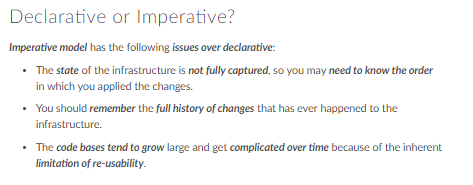 Declarative or Imperative?
Imperative model has the following issues over declarative:
• The state of the infrastructure is not fully captured, so you may need to know the order
in which you applied the changes.
• You should remember the full history of changes that has ever happened to the
infrastructure.
• The code bases tend to grow large and get complicated over time because of the inherent
limitation of re-usability.